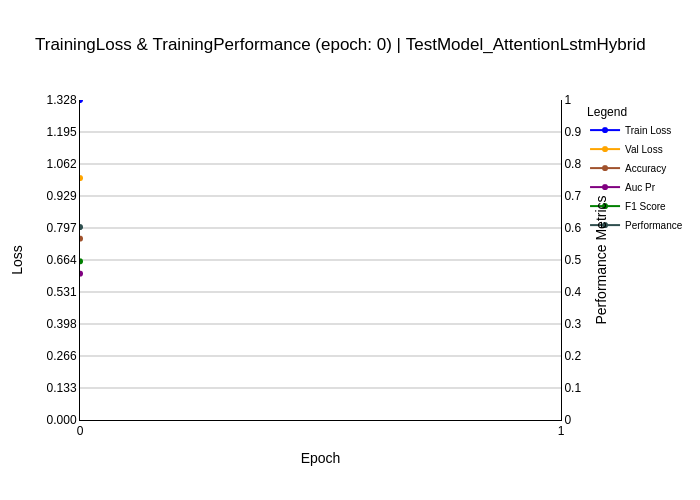 TrainingLoss & TrainingPerformance (epoch: 0) | TestModel_AttentionLstmHybrid
1.328
1.195
1.062
0.929
0.797
0.664
0.531
0.398
0.266
0.133
0.000
Loss
0
1
Epoch
1
0.9
0.8
0.7
0.6
0.5
0.4
0.3
0.2
0.1
0
Performance Metrics
Legend
Train Loss
Val Loss
Accuracy
Auc Pr
F1 Score
Performance